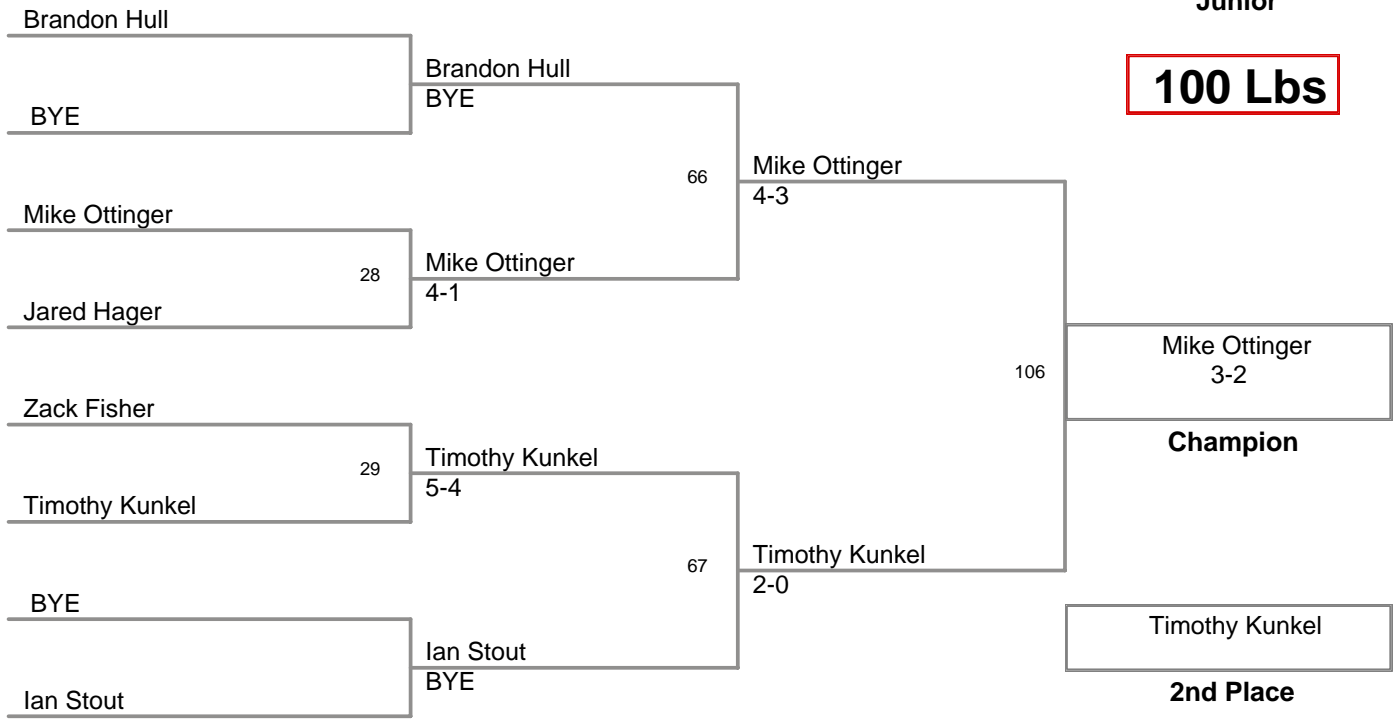 Junior
100 Lbs
Brandon Hull
BYE
Brandon Hull
BYE
Mike Ottinger
Jared Hager
28
Mike Ottinger
4-1
66
Mike Ottinger
4-3
Zack Fisher
Timothy Kunkel
29
Timothy Kunkel
5-4
BYE
Ian Stout
Ian Stout
BYE
67
Timothy Kunkel
2-0
106
Mike Ottinger
3-2
Champion
Timothy Kunkel
2nd Place